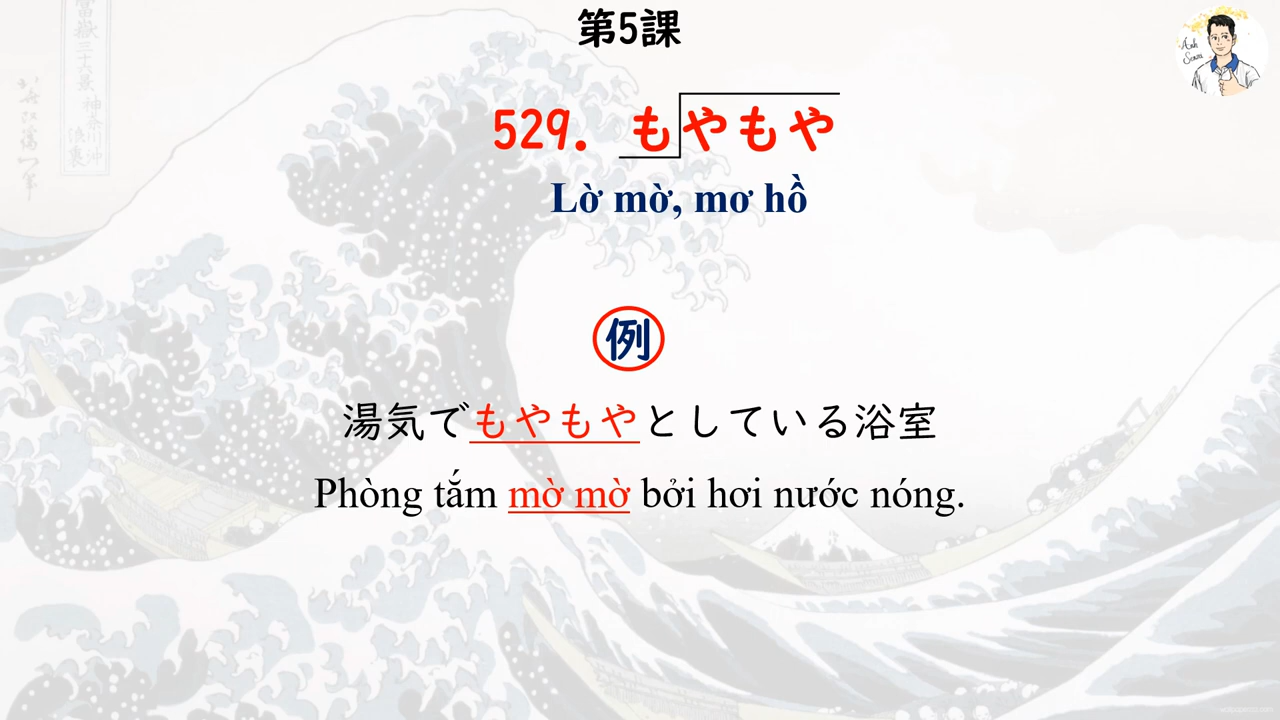 第5課
529. もやもや
Lờ mờ, mơ hồ
例
湯気でもやもやとしている浴室
Phòng tắm mờ mờ bởi hơi nước nóng.